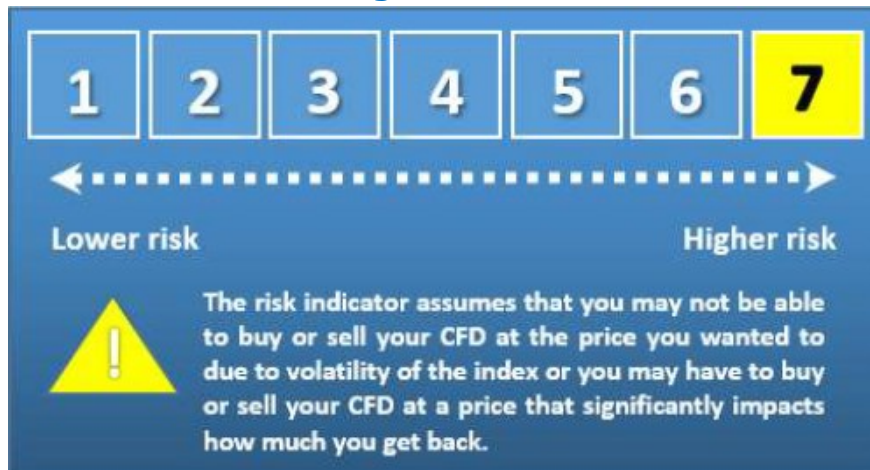 1 2 3 4 5 6 7
Lower risk Higher risk
!
The risk indicator assumes that you may not be able
to buy or sell your CFD at the price you wanted to
due to volatility of the index or you may have to buy
or sell your CFD at a price that significantly impacts
how much you get back.